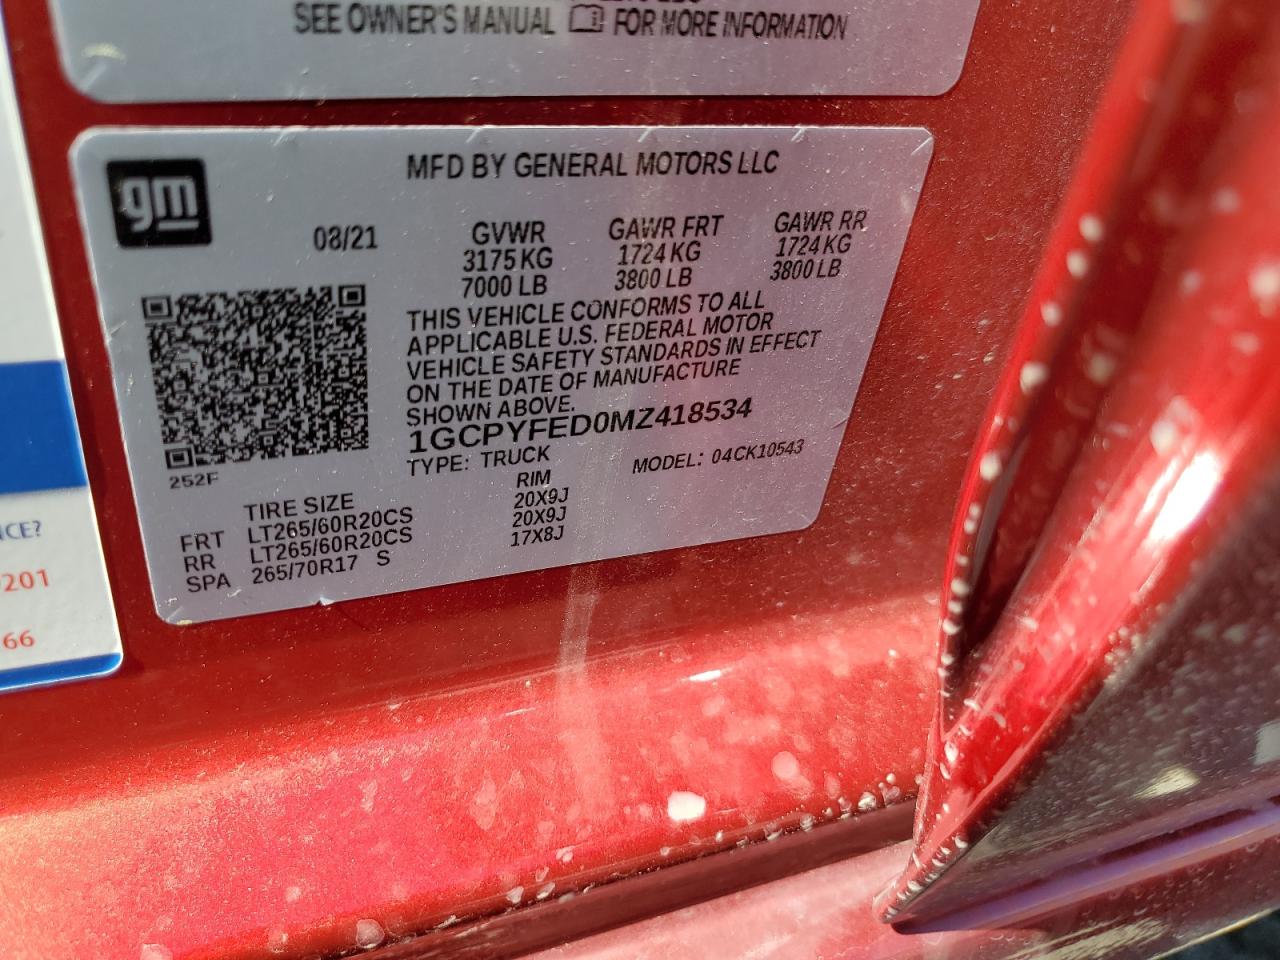 SEE OWNER'S MANUAL FOR MORE INFORMATION
gm
MFD BY GENERAL MOTORS LLC
08/21
GVWR GAWR FRT GAWR RR
3175 KG 1724 KG 1724 KG
7000 LB 3800 LB 3800 LB
THIS VEHICLE CONFORMS TO ALL
APPLICABLE U.S. FEDERAL MOTOR
VEHICLE SAFETY STANDARDS IN EFFECT
ON THE DATE OF MANUFACTURE
SHOWN ABOVE.
1GCPYFED0MZ418534
TYPE: TRUCK MODEL: 04CK10543
252F
TIRE SIZE RIM
FRT LT265/60R20CS 20X9J
RR LT265/60R20CS 20X9J
SPA 265/70R17 S 17X8J
NCE?
201
66